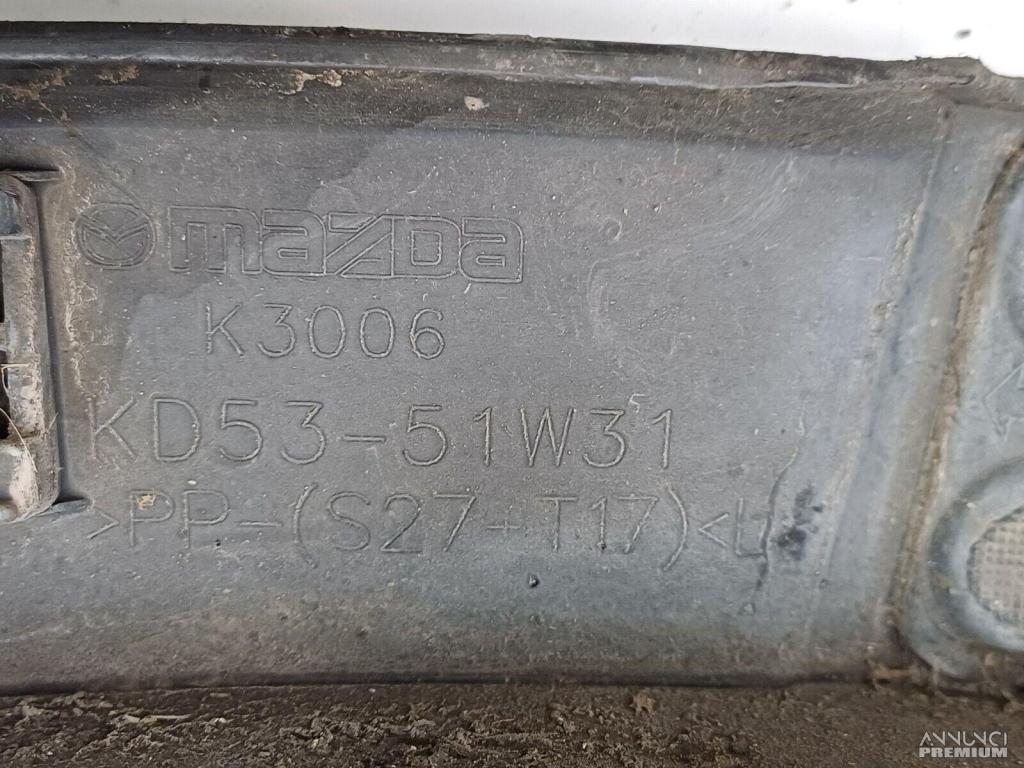 mazda
K3006
KD53-51W31
>PP-(S27+T17)<L
ANNUNCI
PREMIUM